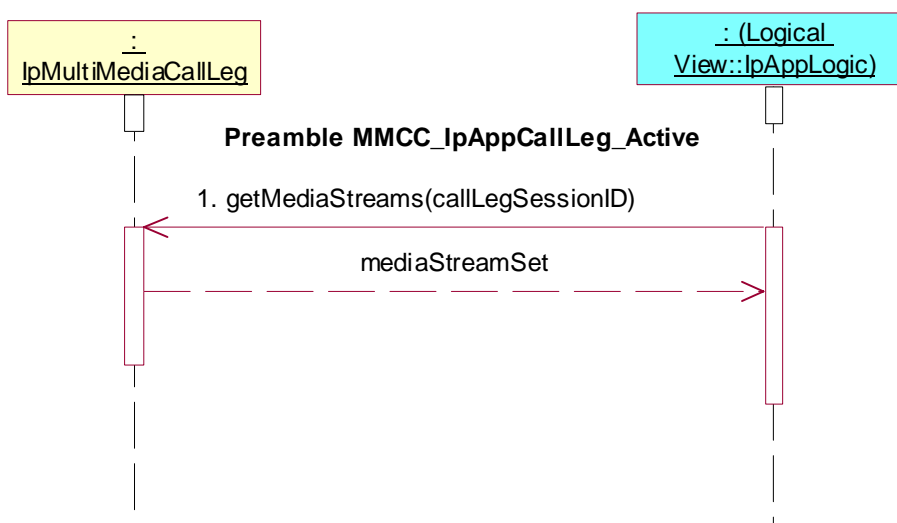 :
IpMultiMediaCallLeg
: (Logical
View::IpAppLogic)
Preamble MMCC_IpAppCallLeg_Active
1. getMediaStreams(callLegSessionID)
mediaStreamSet